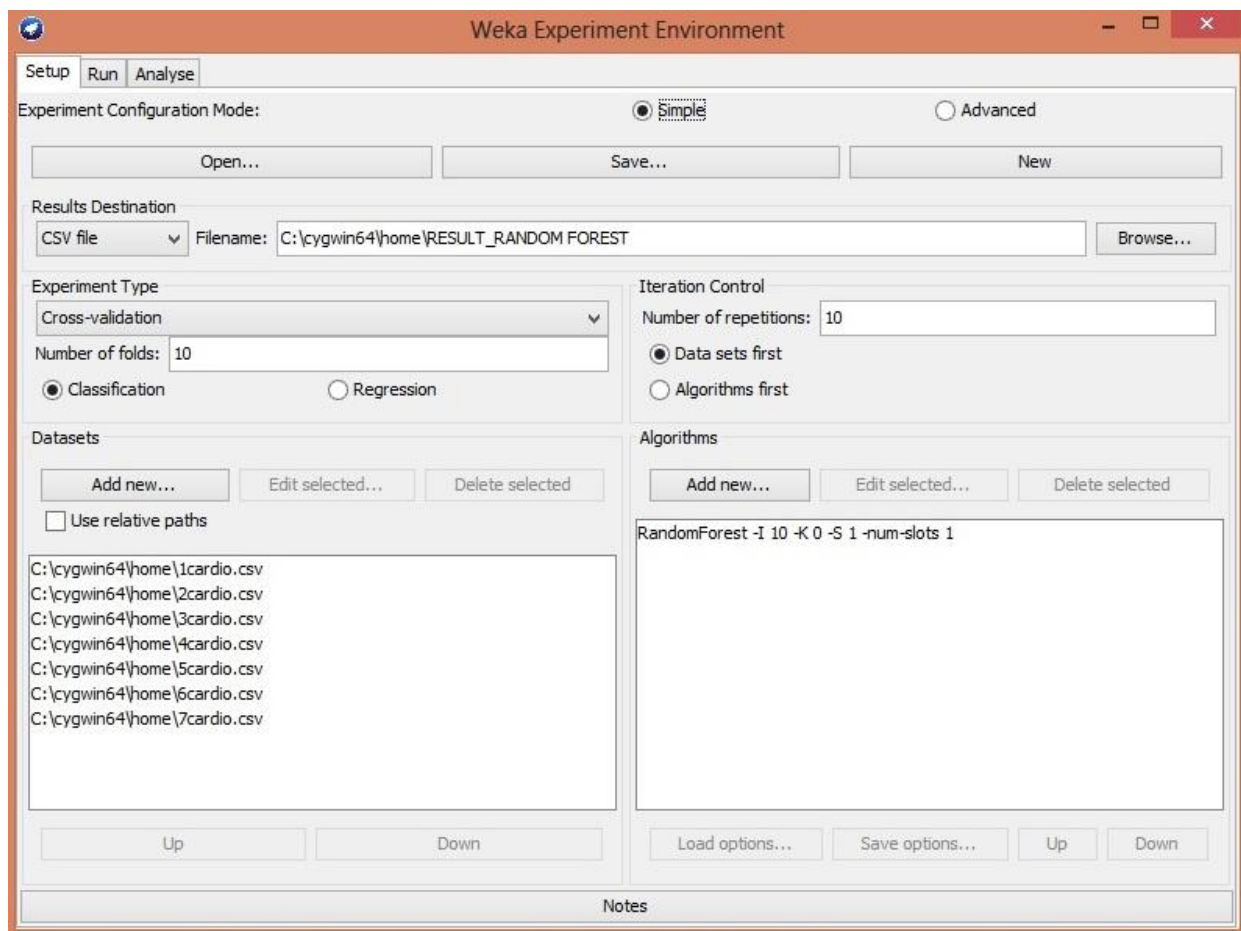 Weka Experiment Environment
Setup Run Analyse
Experiment Configuration Mode: Simple Advanced
Open... Save... New
Results Destination
CSV file Filename: C:\cygwin64\home\RESULT_RANDOM FOREST Browse...
Experiment Type
Cross-validation
Number of folds: 10
Classification Regression
Iteration Control
Number of repetitions: 10
Data sets first
Algorithms first
Datasets
Add new... Edit selected... Delete selected
Use relative paths
C:\cygwin64\home\1cardio.csv
C:\cygwin64\home\2cardio.csv
C:\cygwin64\home\3cardio.csv
C:\cygwin64\home\4cardio.csv
C:\cygwin64\home\5cardio.csv
C:\cygwin64\home\6cardio.csv
C:\cygwin64\home\7cardio.csv
Up Down
Algorithms
Add new... Edit selected... Delete selected
RandomForest -I 10 -K 0 -S 1 -num-slots 1
Load options... Save options... Up Down
Notes